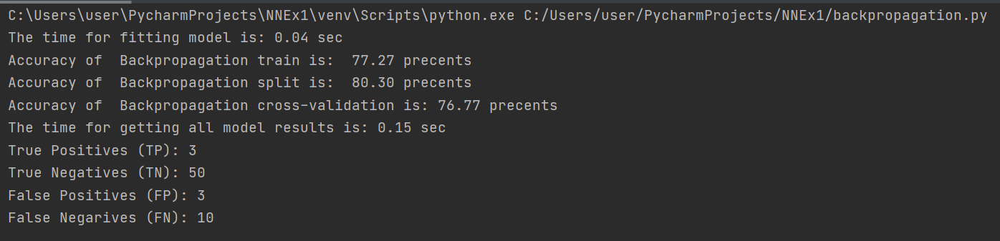 C:\Users\user\PycharmProjects\NNEx1\venv\Scripts\python.exe C:/Users/user/PycharmProjects/NNEx1/backpropagation.py
The time for fitting model is: 0.04 sec
Accuracy of  Backpropagation train is:  77.27 precents
Accuracy of  Backpropagation split is:  80.30 precents
Accuracy of  Backpropagation cross-validation is: 76.77 precents
The time for getting all model results is: 0.15 sec
True Positives (TP): 3
True Negatives (TN): 50
False Positives (FP): 3
False Negarives (FN): 10